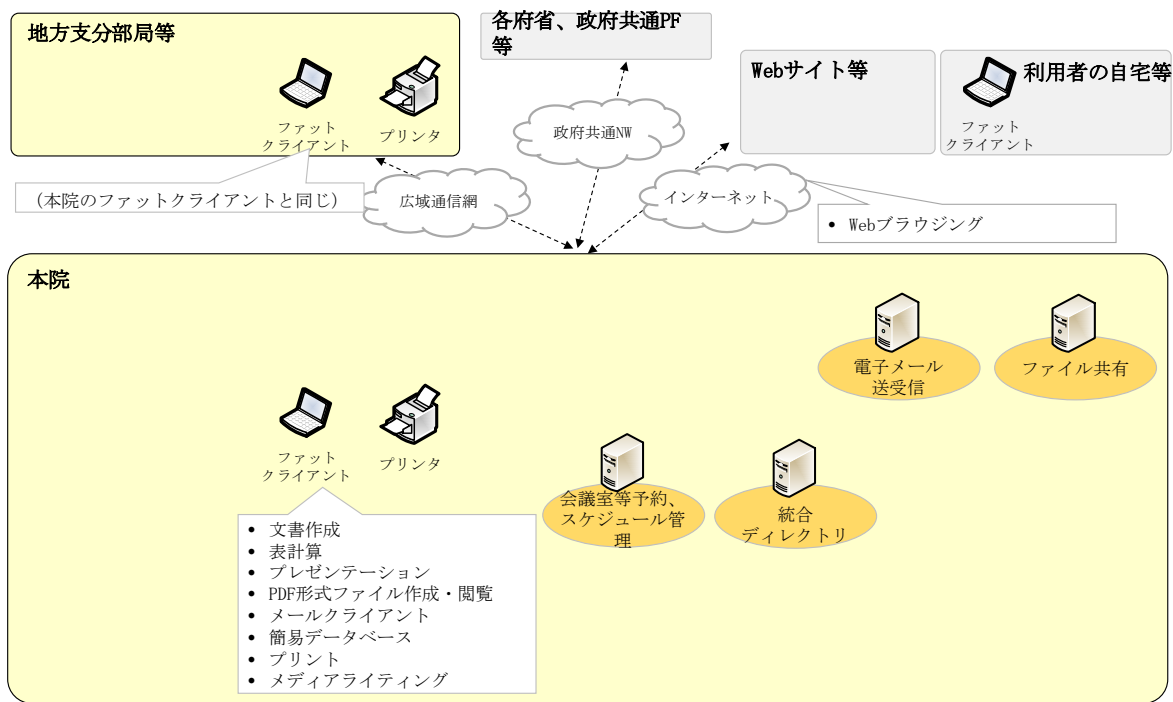 地方支分部局等
ファット
クライアント
プリンタ
(本院のファットクライアントと同じ)
広域通信網
各府省、政府共通PF
等
政府共通NW
Webサイト等
利用者の自宅等
ファット
クライアント
インターネット
• Webブラウジング
本院
電子メール
送受信
ファイル共有
ファット
クライアント
プリンタ
会議室等予約、
スケジュール管
理
統合
ディレクトリ
• 文書作成
• 表計算
• プレゼンテーション
• PDF形式ファイル作成・閲覧
• メールクライアント
• 簡易データベース
• プリント
• メディアライティング